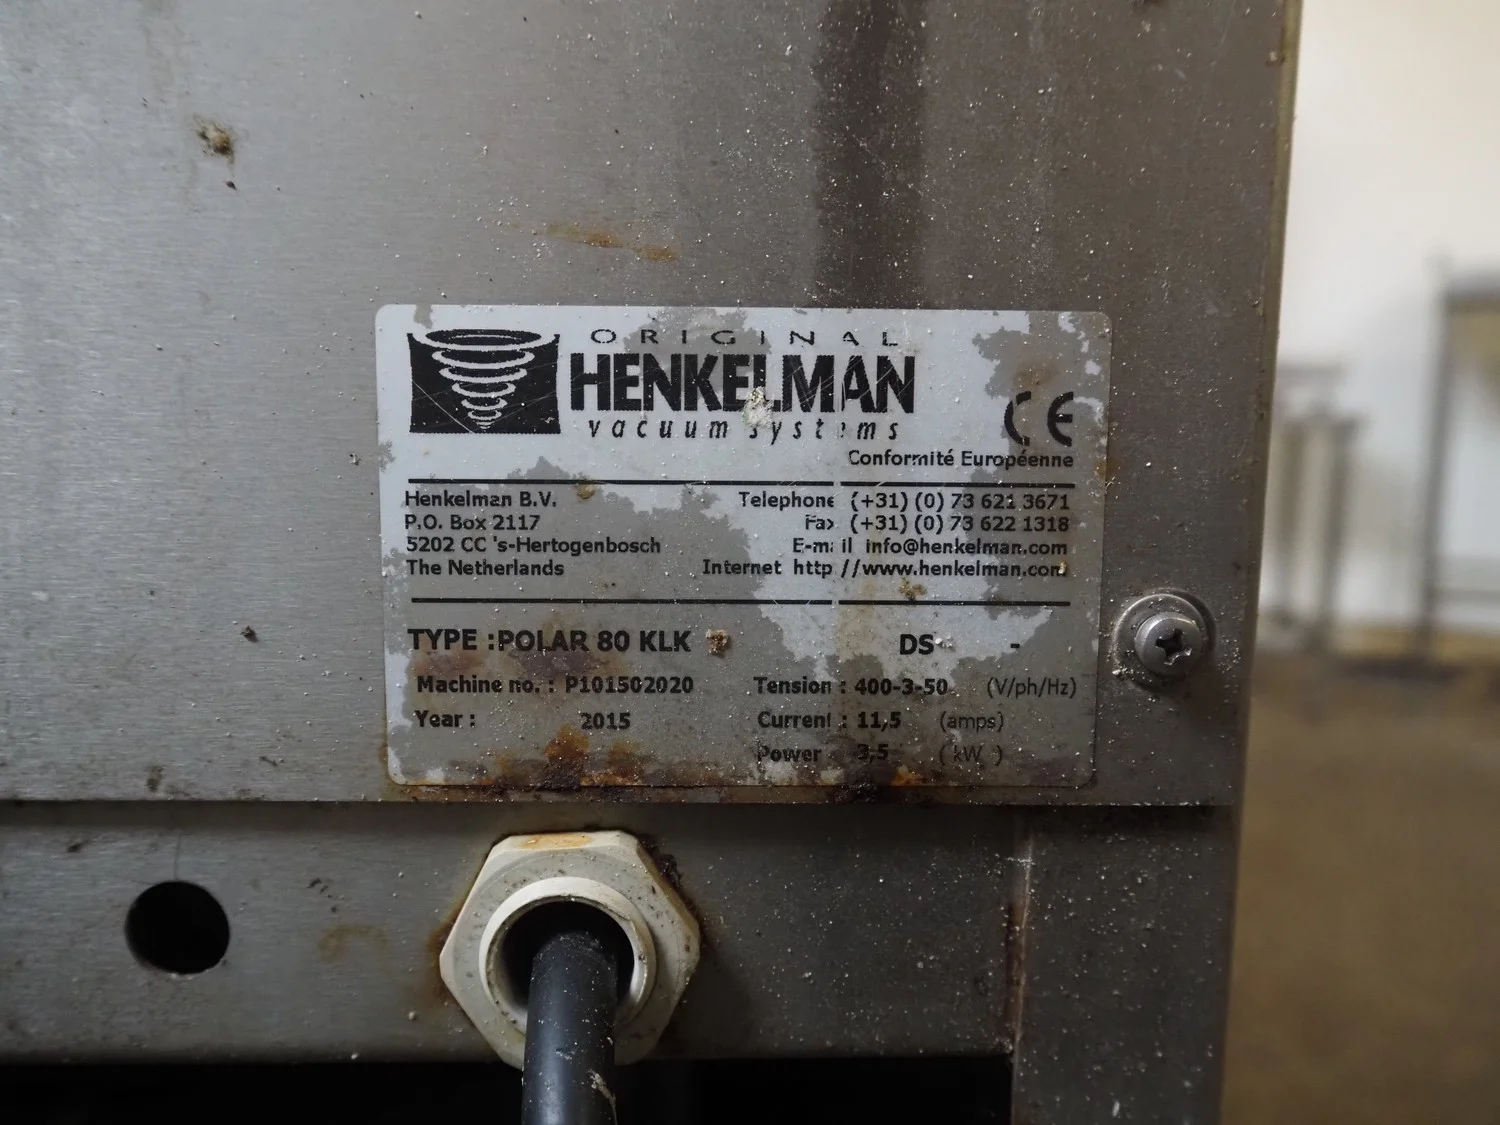 ORIGINAL
HENKELMAN
vacuum systems
CE
Conformité Européenne
Henkelman B.V. Telephone (+31) (0) 73 621 3671
P.O. Box 2117 Fax (+31) (0) 73 622 1318
5202 CC 's-Hertogenbosch E-mail info@henkelman.com
The Netherlands Internet http://www.henkelman.com
TYPE :POLAR 80 KLK DS -
Machine no. : P101502020 Tension : 400-3-50 (V/ph/Hz)
Year : 2015 Current : 11,5 (amps)
Power : 3,5 (kW)